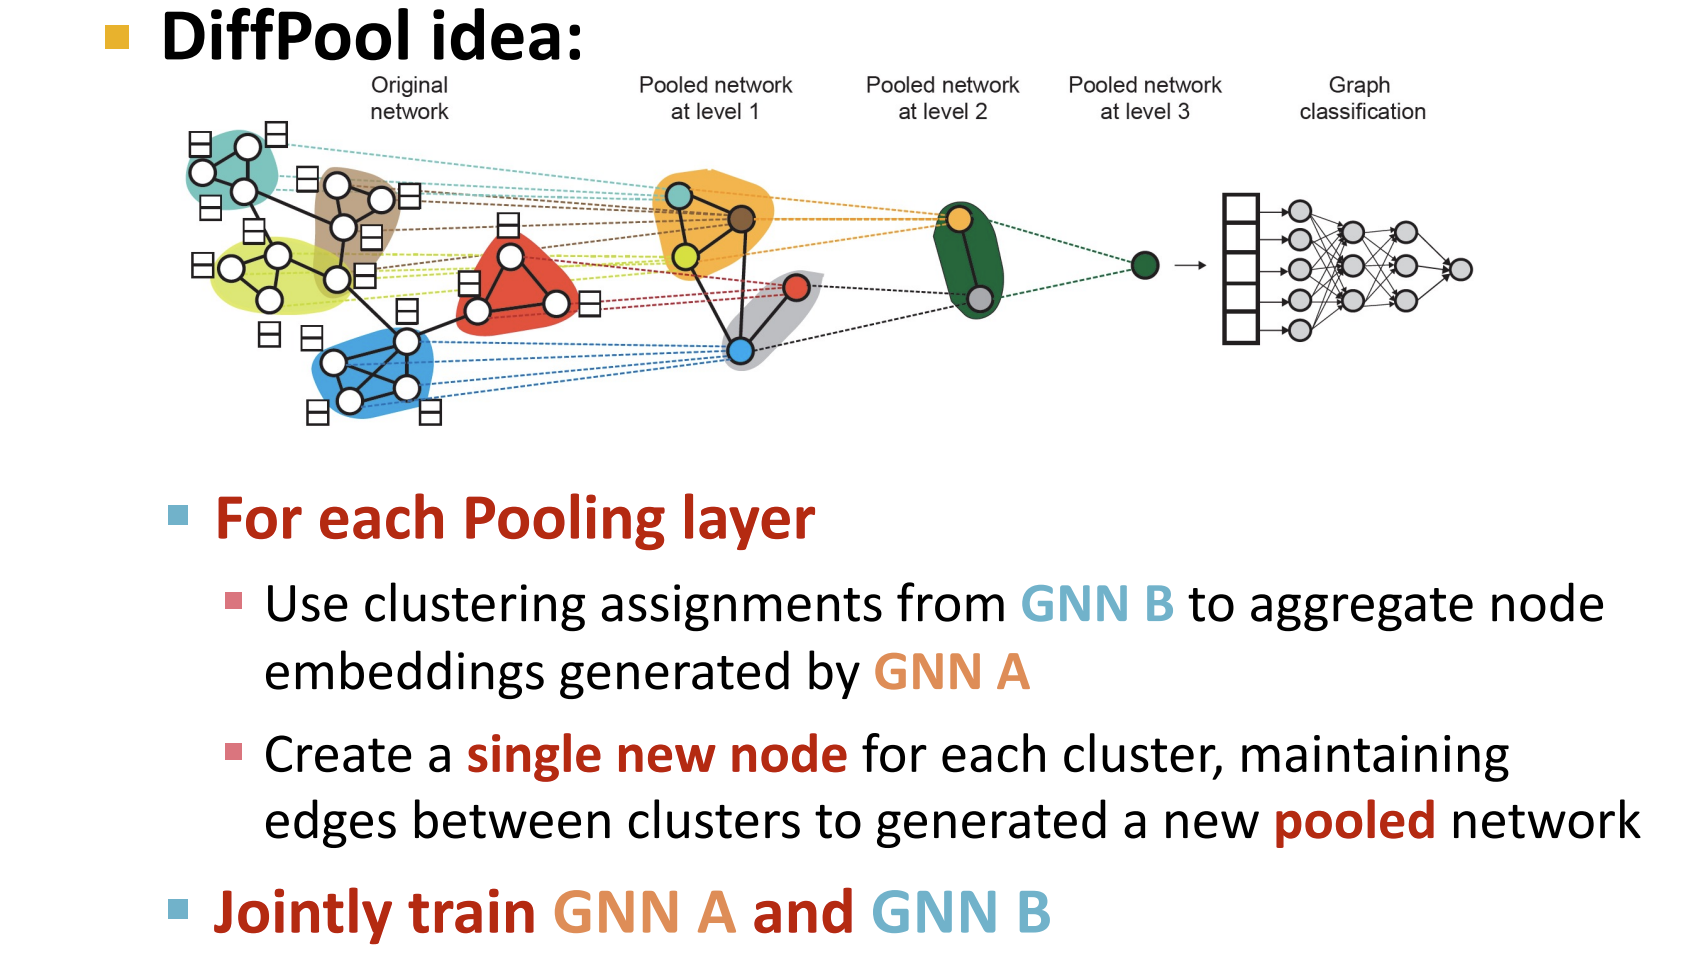 DiffPool idea:
Original
network
Pooled network
at level 1
Pooled network
at level 2
Pooled network
at level 3
Graph
classification
For each Pooling layer
Use clustering assignments from GNN B to aggregate node
embeddings generated by GNN A
Create a single new node for each cluster, maintaining
edges between clusters to generated a new pooled network
Jointly train GNN A and GNN B